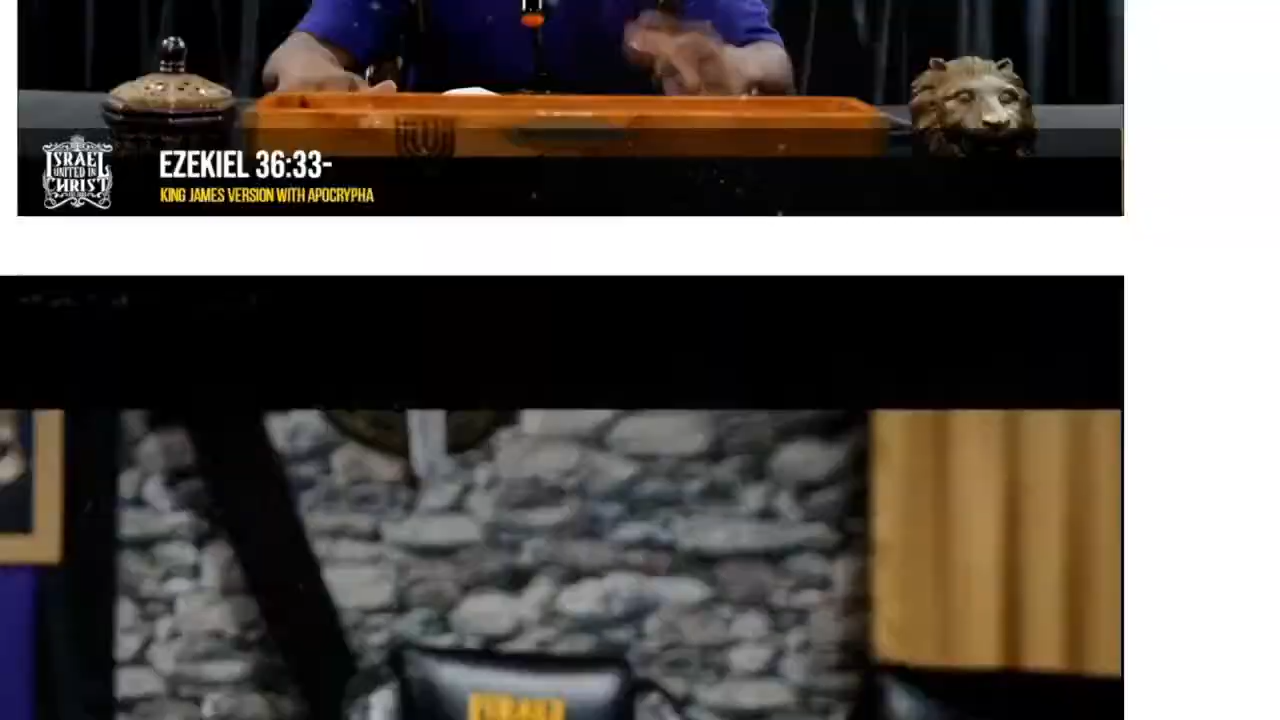 ISRAEL
UNITED IN
CHRIST
EZEKIEL 36:33-
KING JAMES VERSION WITH APOCRYPHA